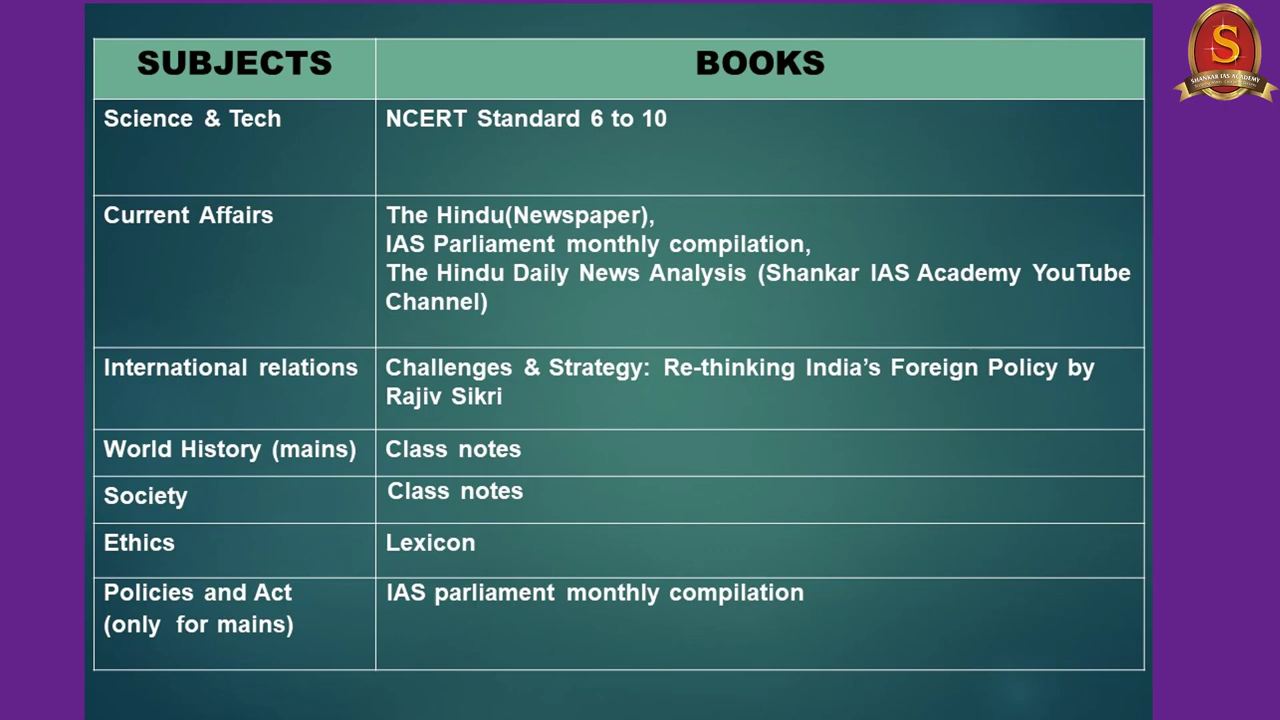 SUBJECTS BOOKS
Science & Tech NCERT Standard 6 to 10
Current Affairs The Hindu(Newspaper),
IAS Parliament monthly compilation,
The Hindu Daily News Analysis (Shankar IAS Academy YouTube
Channel)
International relations Challenges & Strategy: Re-thinking India's Foreign Policy by
Rajiv Sikri
World History (mains) Class notes
Society Class notes
Ethics Lexicon
Policies and Act IAS parliament monthly compilation
(only for mains)
S
SHANKAR IAS ACADEMY